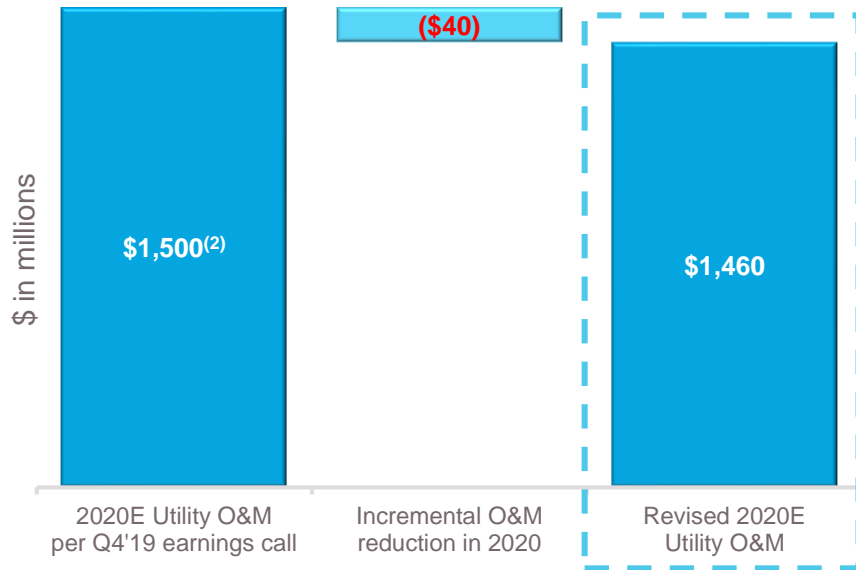 ($40)
$ in millions
$1,500(2)
$1,460
2020E Utility O&M
per Q4'19 earnings call
Incremental O&M
reduction in 2020
Revised 2020E
Utility O&M